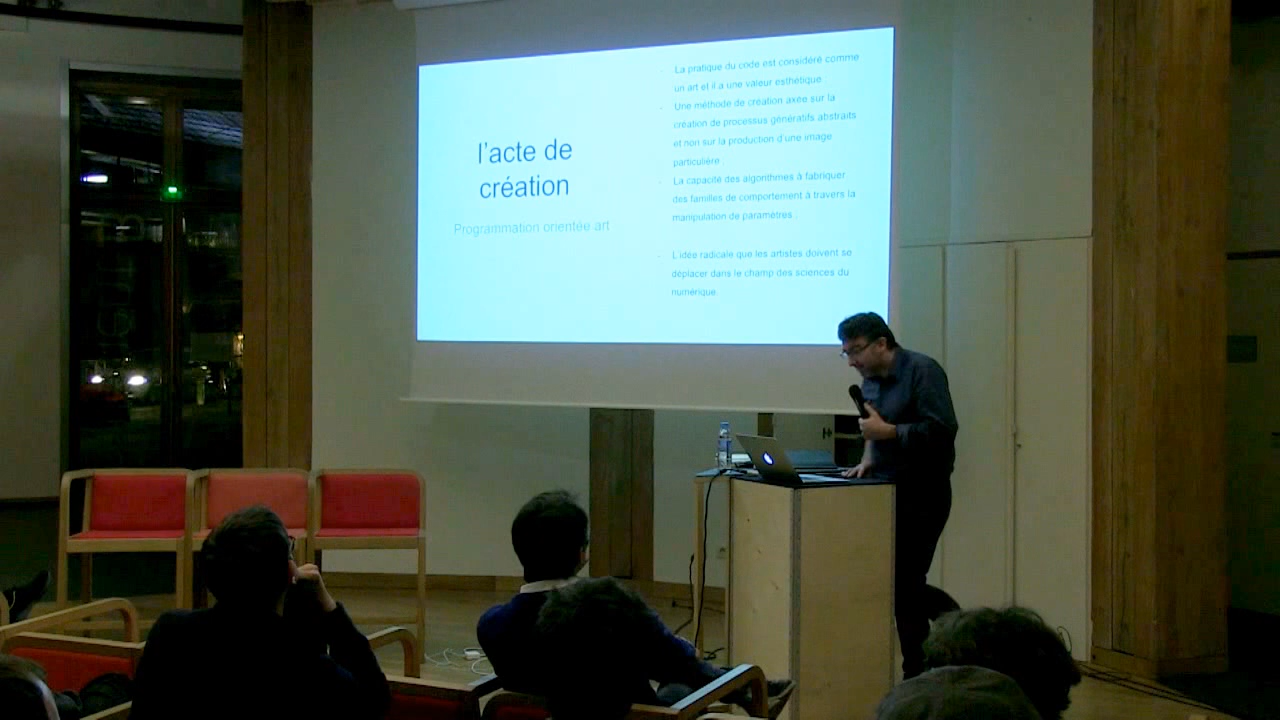 l'acte de
création
Programmation orientée art
- La pratique du code est considéré comme
un art et il a une valeur esthétique.
- Une méthode de création axée sur la
création de processus génératifs abstraits
et non sur la production d'une image
particulière.
- La capacité des algorithmes à fabriquer
des familles de comportement à travers la
manipulation de paramètres.
- L'idée radicale que les artistes doivent se
déplacer dans le champ des sciences du
numérique.